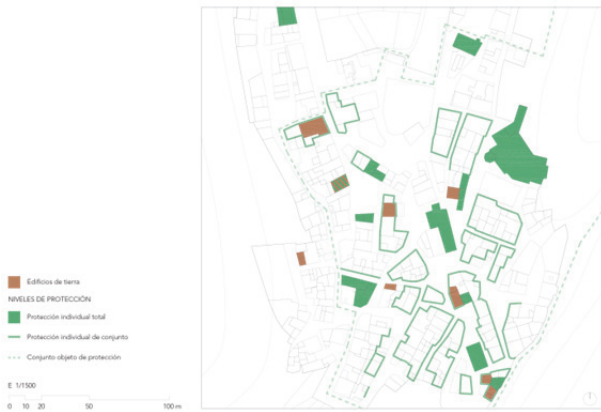 Edificios de tierra
NIVELES DE PROTECCIÓN
Protección individual total
Protección individual de conjunto
Conjunto objeto de protección
E 1/1500
0 10 20 50 100 m